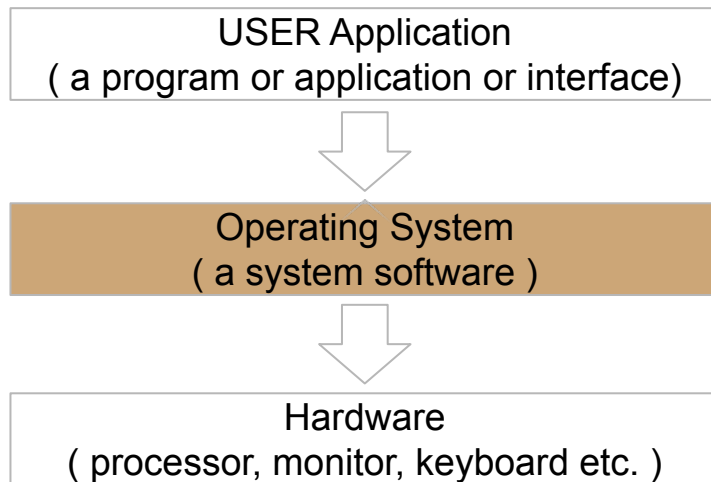 USER Application
( a program or application or interface)
Operating System
( a system software )
Hardware
( processor, monitor, keyboard etc. )